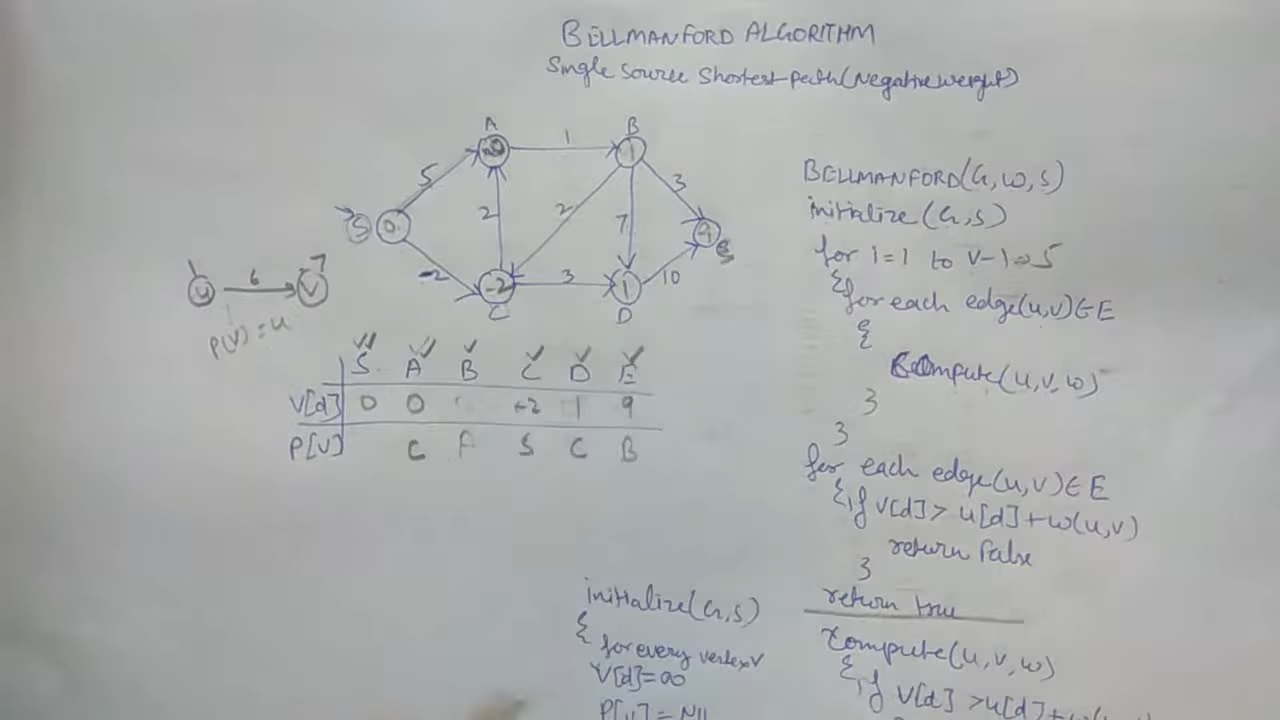 BELLMANFORD ALGORITHM
Single Source Shortest path (Negative weight)
A
B
5
1
3
S
0
2
2
7
9
E
-2
-2
3
1
10
C
D
u
6
7
v
P(V) = u
S A B C D E
V[d] 0 0 -2 1 9
P[V] C S C B
BELLMANFORD(G, w, s)
initialize (G, s)
for i=1 to V-1 => 5
{ for each edge(u,v) ∈ E
{
Compute(u, v, w)
}
}
for each edge(u, v) ∈ E
{ if v[d] > u[d] + w(u, v)
return False
}
return true
initialize(G, s)
{ for every vertex V
V[d] = ∞
P[v] = Nil
Compute(u, v, w)
{ if v[d] > u[d] + w(u, v)